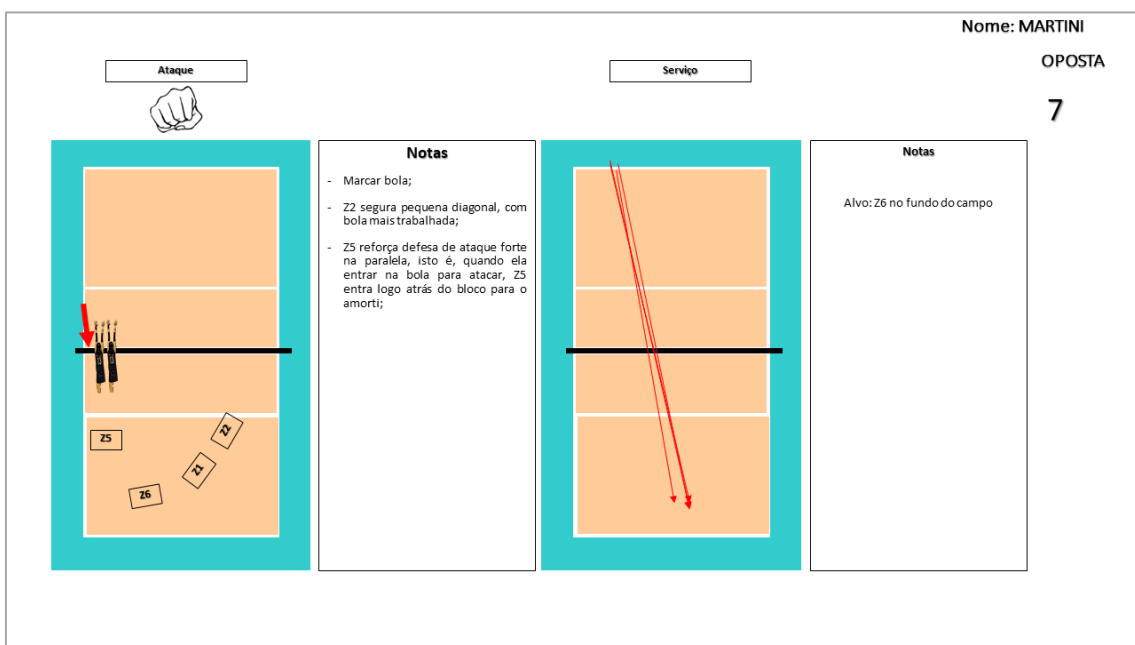 Nome: MARTINI
OPOSTA
7
Ataque
Serviço
Notas
- Marcar bola;
- Z2 segura pequena diagonal, com
bola mais trabalhada;
- Z5 reforça defesa de ataque forte
na paralela, isto é, quando ela
entrar na bola para atacar, Z5
entra logo atrás do bloco para o
amorti;
Notas
Alvo: Z6 no fundo do campo
Z5
Z2
Z1
Z6